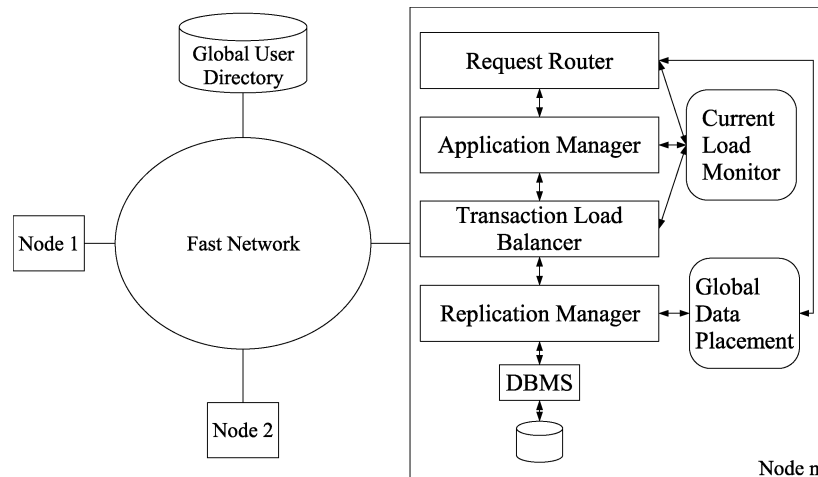 Global User
Directory
Fast Network
Node 1
Node 2
Request Router
Application Manager
Transaction Load
Balancer
Replication Manager
DBMS
Current
Load
Monitor
Global
Data
Placement
Node n